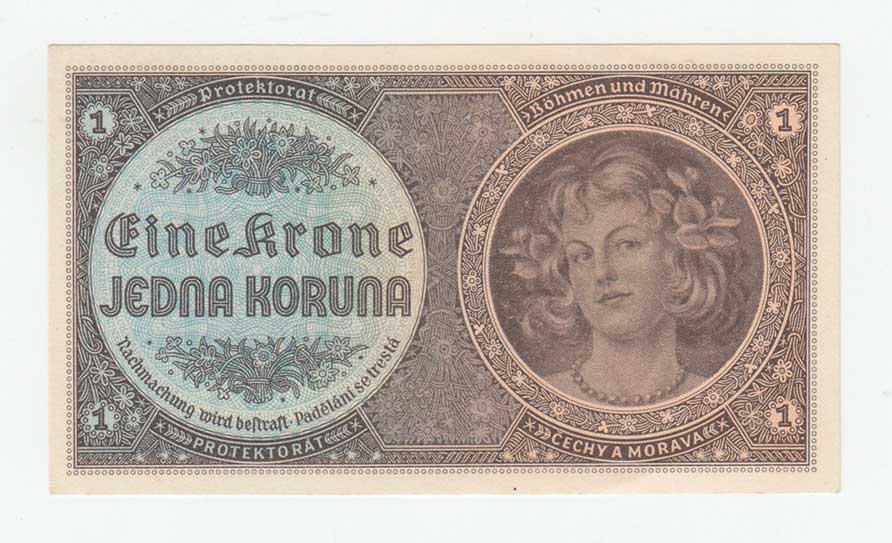 Protektorat
Böhmen und Mähren
1
1
Eine Krone
JEDNA KORUNA
Nachmachung wird bestraft · Padělání se trestá
1
1
PROTEKTORÁT
ČECHY A MORAVA